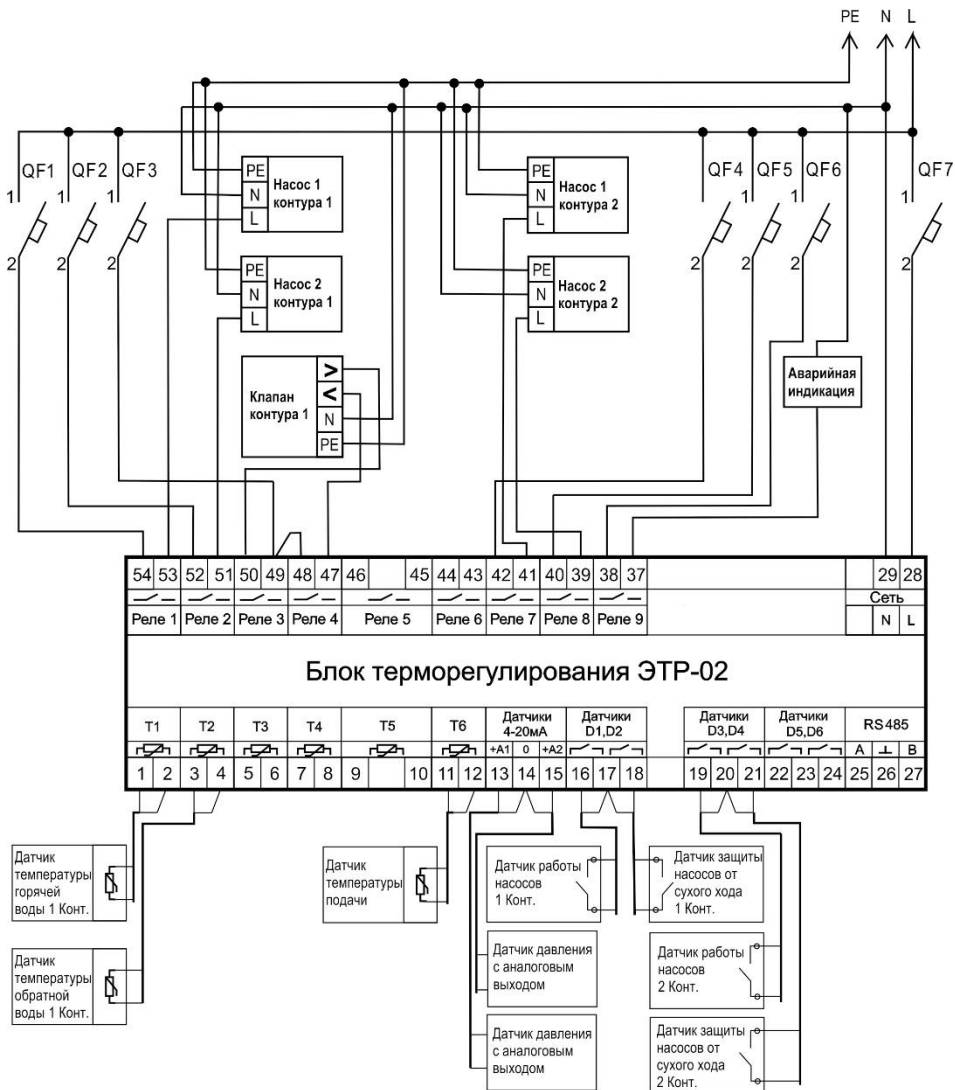 PE N L
QF1 QF2 QF3 QF4 QF5 QF6 QF7
1 1 1 1 1 1 1
2 2 2 2 2 2 2
PE
N
L
Насос 1
контура 1
PE
N
L
Насос 1
контура 2
PE
N
L
Насос 2
контура 1
PE
N
L
Насос 2
контура 2
Клапан
контура 1
>
<
N
PE
Аварийная
индикация
54 53 52 51 50 49 48 47 46 45 44 43 42 41 40 39 38 37 29 28
Сеть
Реле 1 Реле 2 Реле 3 Реле 4 Реле 5 Реле 6 Реле 7 Реле 8 Реле 9 N L
Блок терморегулирования ЭТР-02
T1 T2 T3 T4 T5 T6
Датчики
4-20мА
Датчики
D1,D2
Датчики
D3,D4
Датчики
D5,D6
RS485
+A1 0 +A2 A ⊥ B
1 2 3 4 5 6 7 8 9 10 11 12 13 14 15 16 17 18 19 20 21 22 23 24 25 26 27
Датчик
температуры
горячей
воды 1 Конт.
Датчик
температуры
подачи
Датчик работы
насосов
1 Конт.
Датчик защиты
насосов от
сухого хода
1 Конт.
Датчик
температуры
обратной
воды 1 Конт.
Датчик давления
с аналоговым
выходом
Датчик работы
насосов
2 Конт.
Датчик давления
с аналоговым
выходом
Датчик защиты
насосов от
сухого хода
2 Конт.